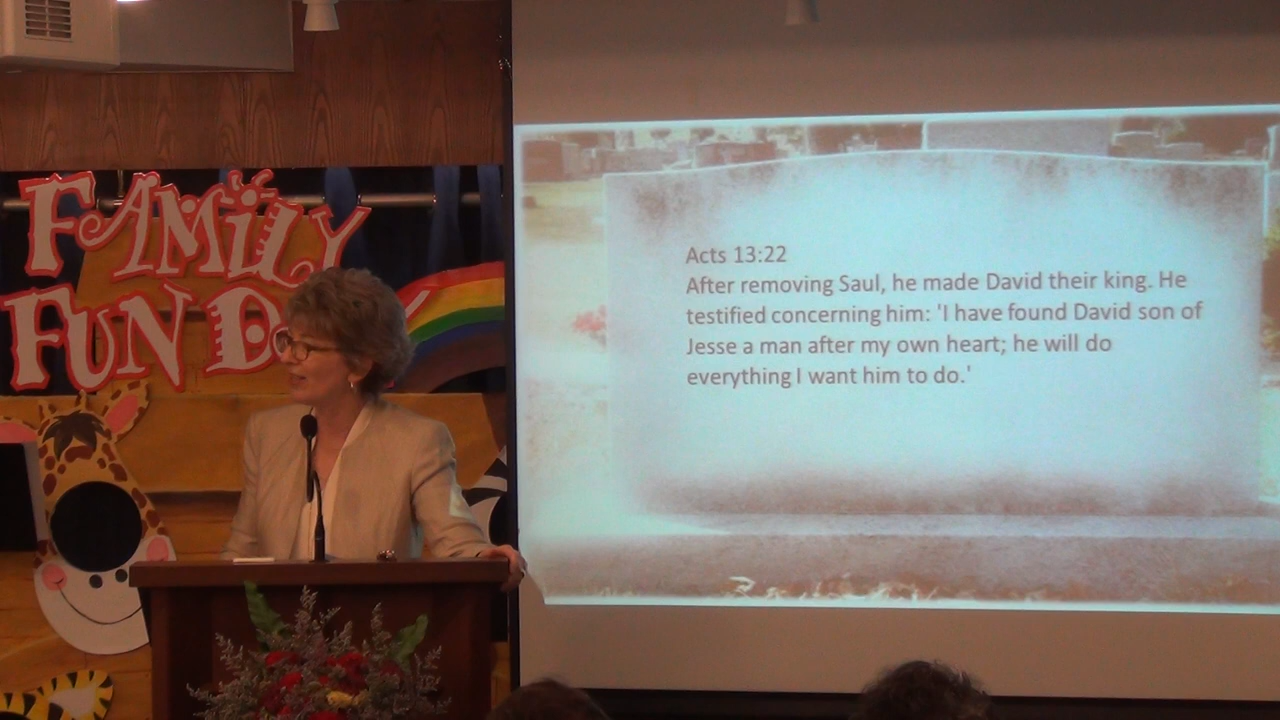 FAMILY
FUN D
Acts 13:22
After removing Saul, he made David their king. He
testified concerning him: 'I have found David son of
Jesse a man after my own heart; he will do
everything I want him to do.'